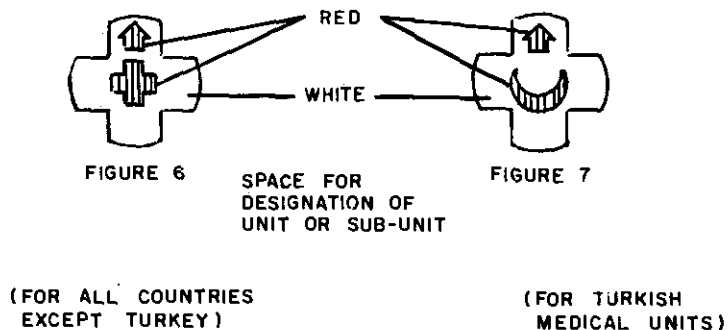 RED
WHITE
FIGURE 6
FIGURE 7
SPACE FOR
DESIGNATION OF
UNIT OR SUB-UNIT
(FOR ALL COUNTRIES
EXCEPT TURKEY)
(FOR TURKISH
MEDICAL UNITS)